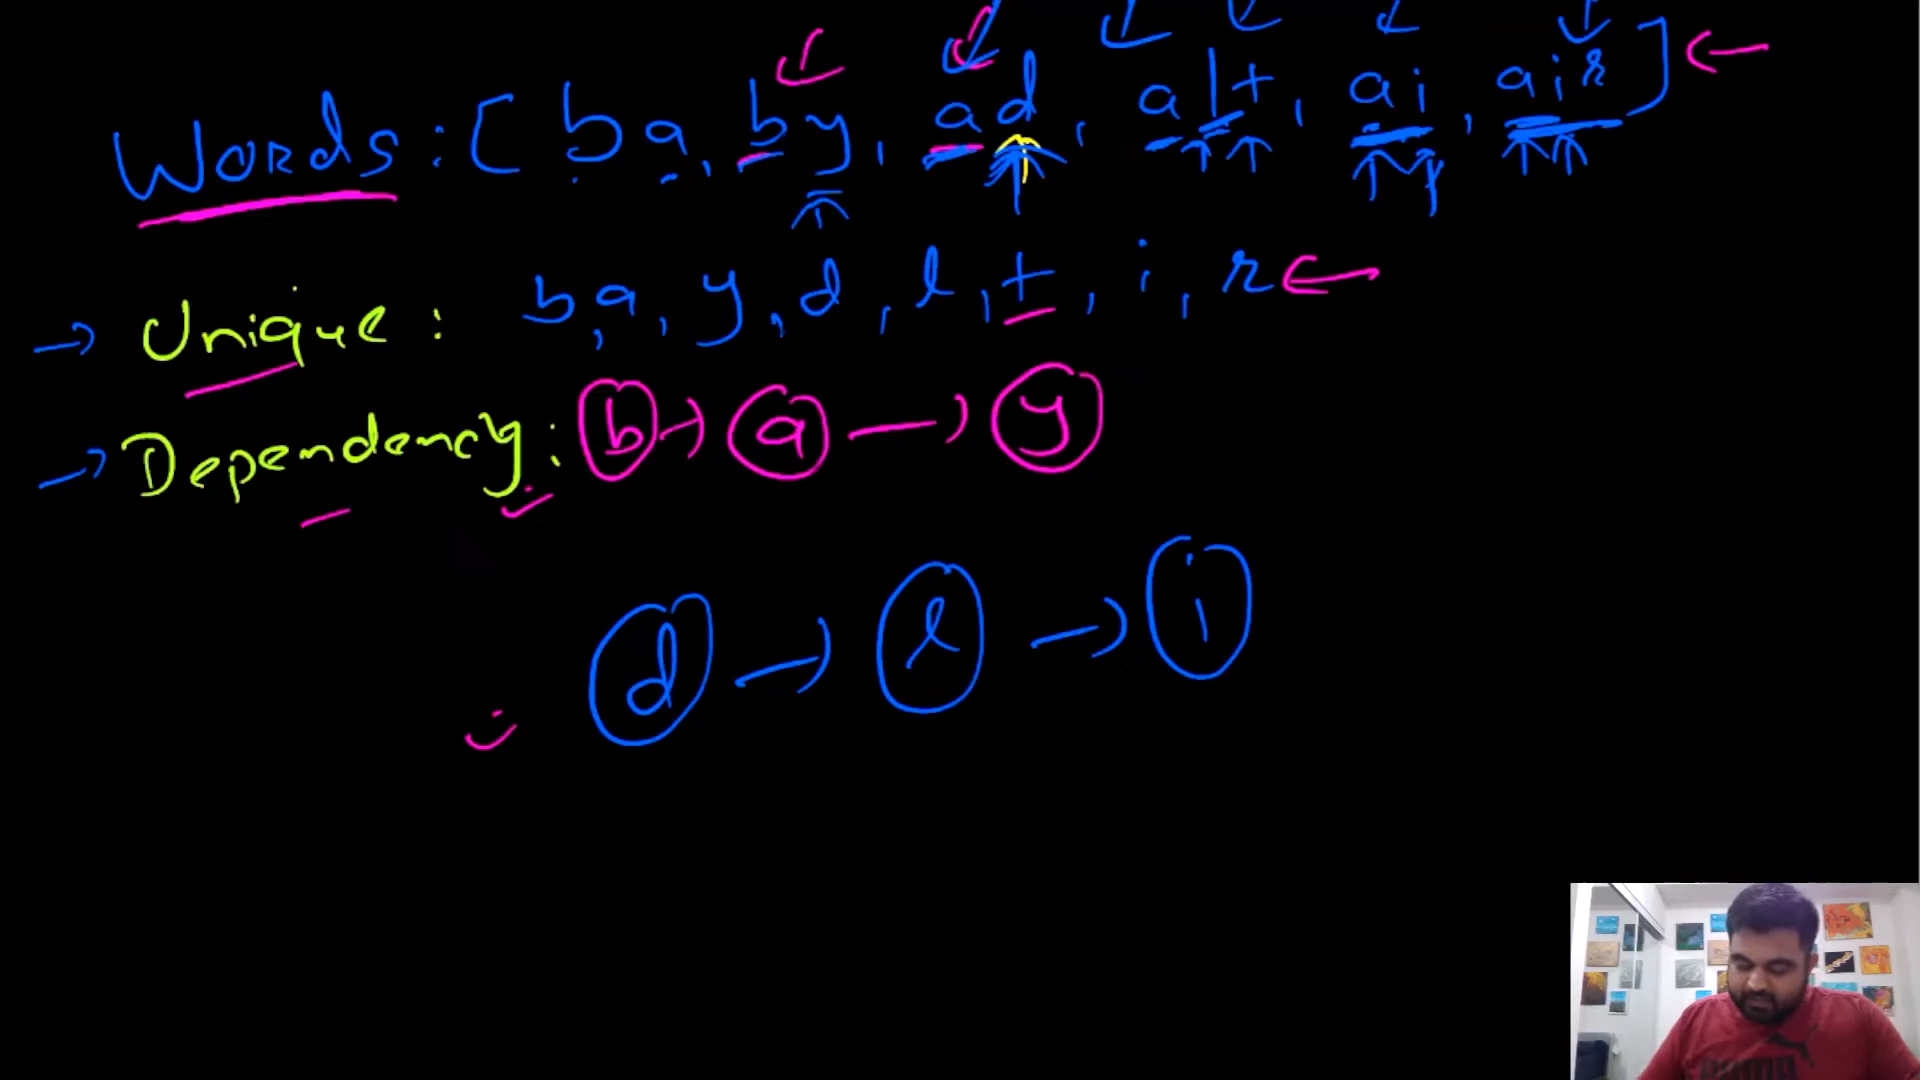 Words: [ba, by, ad, alt, ai, air]
→ Unique: b, a, y, d, l, t, i, r
→ Dependency: b → a → y
d → l → i